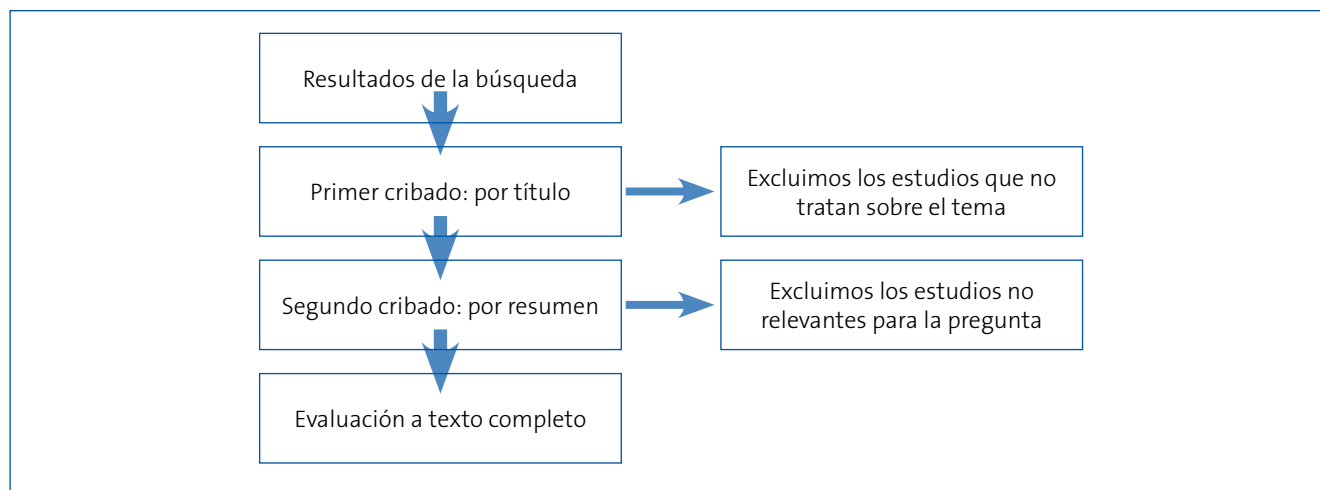 Resultados de la búsqueda
Primer cribado: por título
Excluimos los estudios que no
tratan sobre el tema
Segundo cribado: por resumen
Excluimos los estudios no
relevantes para la pregunta
Evaluación a texto completo